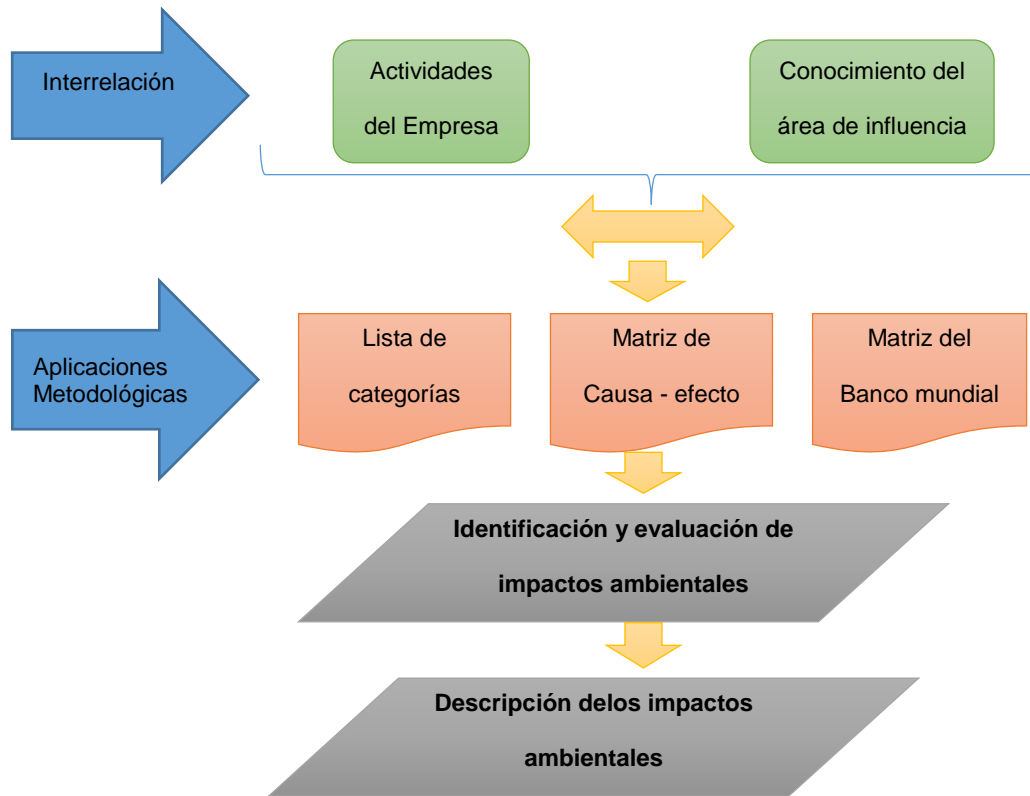 Interrelación
Actividades
del Empresa
Conocimiento del
área de influencia
Aplicaciones
Metodológicas
Lista de
categorías
Matriz de
Causa - efecto
Matriz del
Banco mundial
Identificación y evaluación de
impactos ambientales
Descripción delos impactos
ambientales